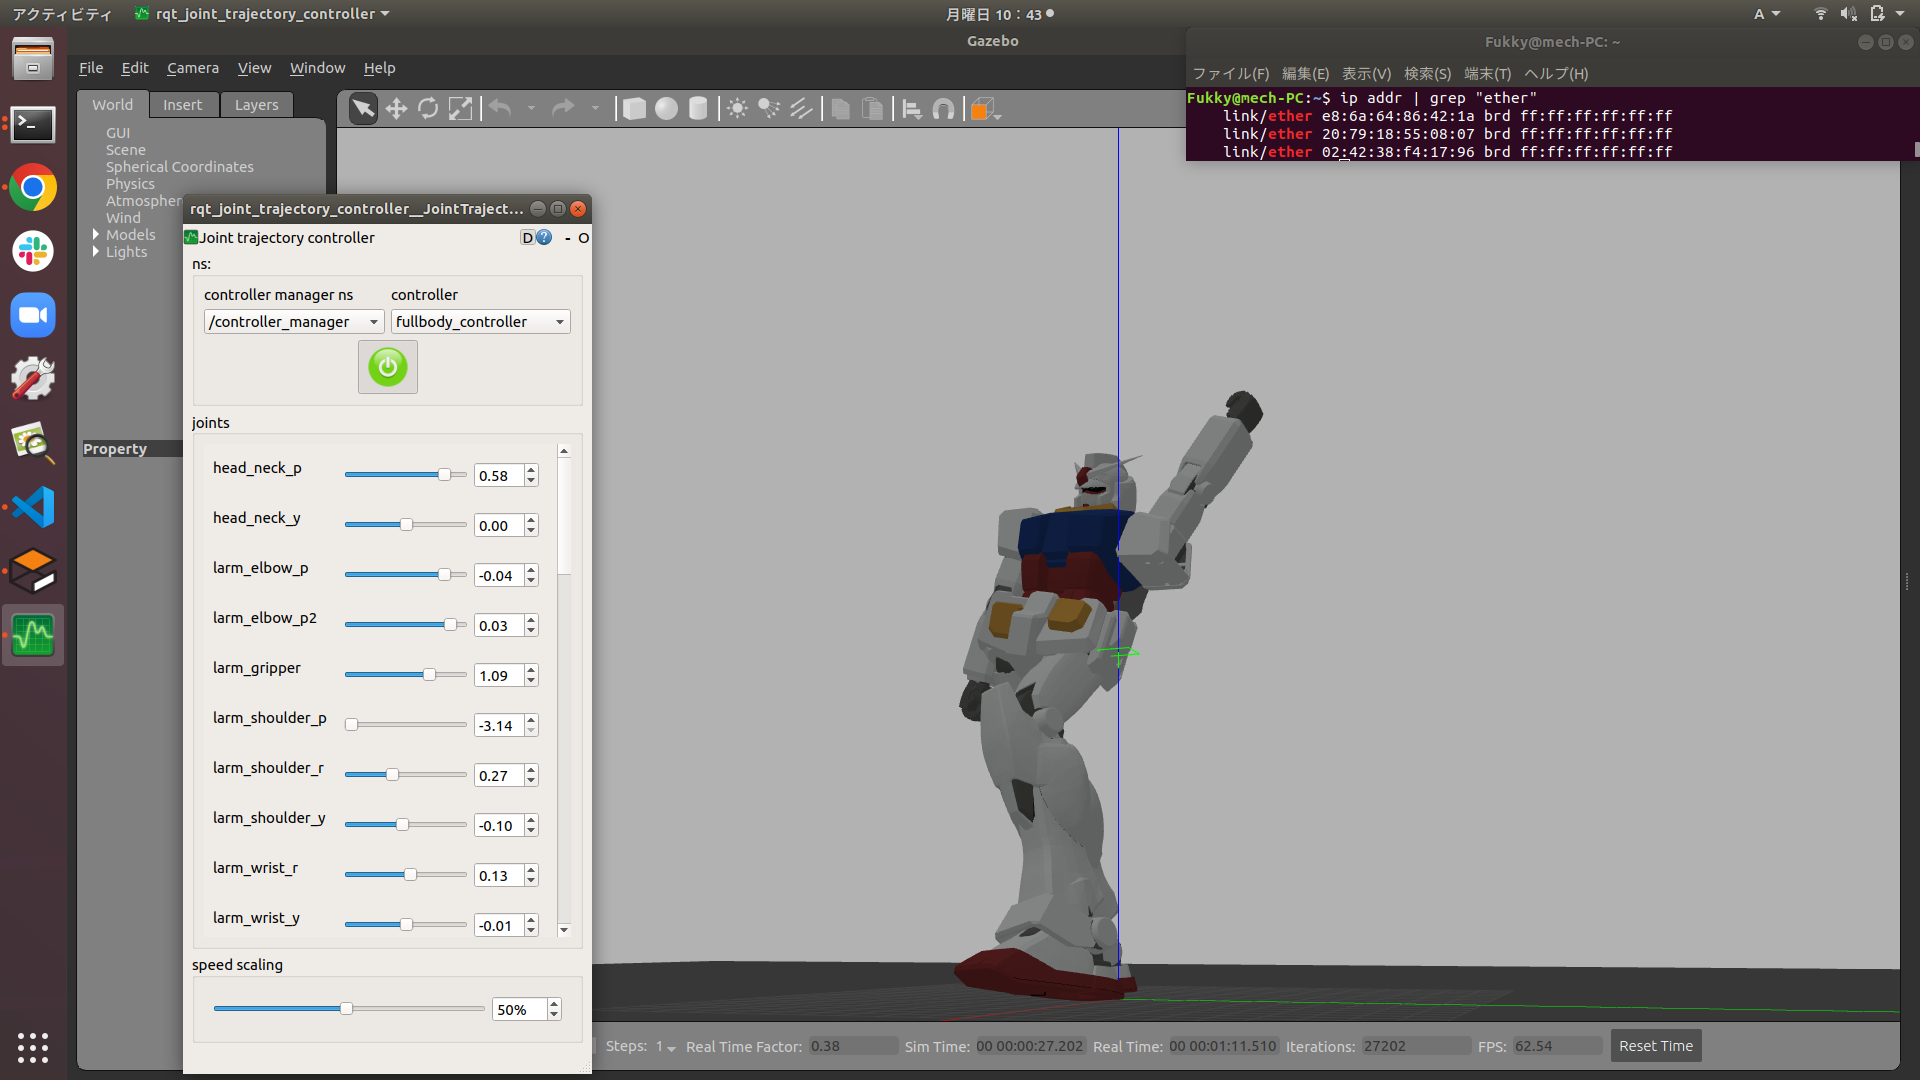 アクティビティ
rqt_joint_trajectory_controller
月曜日 10：43
A
Gazebo
File Edit Camera View Window Help
World Insert Layers
GUI
Scene
Spherical Coordinates
Physics
Atmospher
Wind
Models
Lights
Property
Fukky@mech-PC: ~
ファイル(F) 編集(E) 表示(V) 検索(S) 端末(T) ヘルプ(H)
Fukky@mech-PC:~$ ip addr | grep "ether"
link/ether e8:6a:64:86:42:1a brd ff:ff:ff:ff:ff:ff
link/ether 20:79:18:55:08:07 brd ff:ff:ff:ff:ff:ff
link/ether 02:42:38:f4:17:96 brd ff:ff:ff:ff:ff:ff
rqt_joint_trajectory_controller__JointTraject...
Joint trajectory controller
D ? - O
ns:
controller manager ns controller
/controller_manager fullbody_controller
joints
head_neck_p 0.58
head_neck_y 0.00
larm_elbow_p -0.04
larm_elbow_p2 0.03
larm_gripper 1.09
larm_shoulder_p -3.14
larm_shoulder_r 0.27
larm_shoulder_y -0.10
larm_wrist_r 0.13
larm_wrist_y -0.01
speed scaling
50%
Steps: 1 Real Time Factor: 0.38 Sim Time: 00 00:00:27.202 Real Time: 00 00:01:11.510 Iterations: 27202 FPS: 62.54 Reset Time